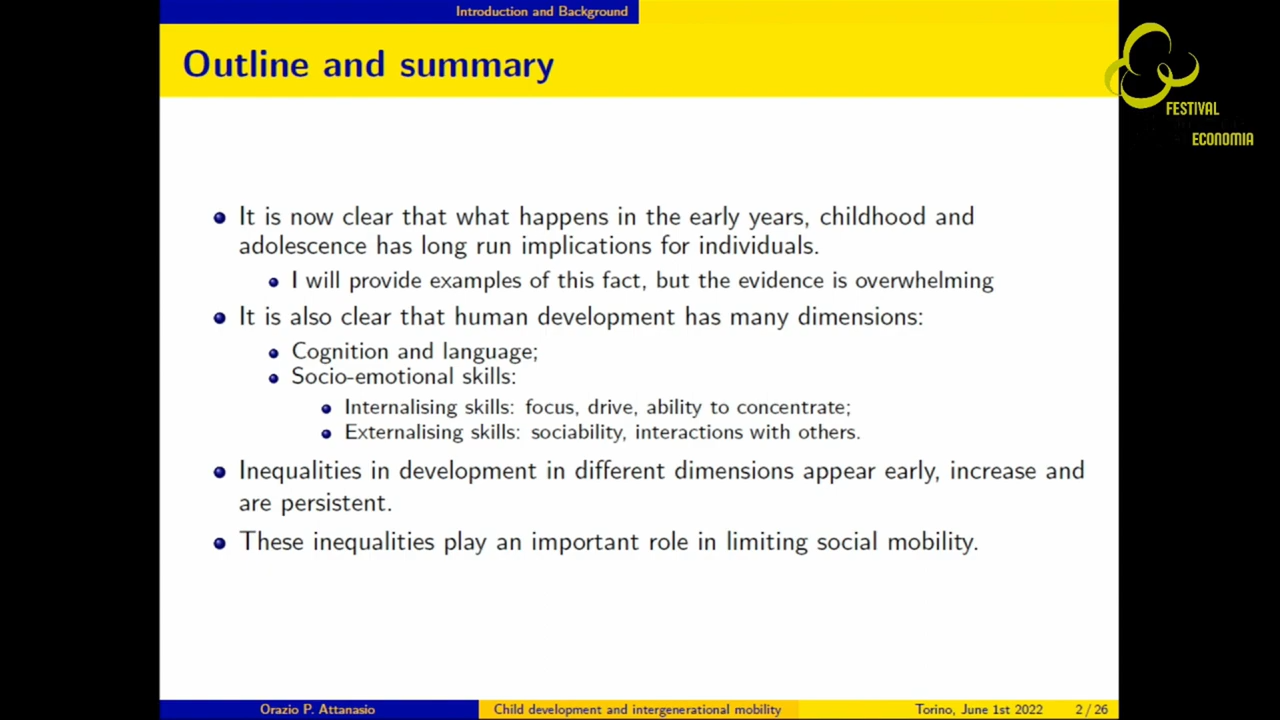 Introduction and Background
Outline and summary
FESTIVAL
ECONOMIA
It is now clear that what happens in the early years, childhood and
adolescence has long run implications for individuals.
I will provide examples of this fact, but the evidence is overwhelming
It is also clear that human development has many dimensions:
Cognition and language;
Socio-emotional skills:
Internalising skills: focus, drive, ability to concentrate;
Externalising skills: sociability, interactions with others.
Inequalities in development in different dimensions appear early, increase and
are persistent.
These inequalities play an important role in limiting social mobility.
Orazio P. Attanasio
Child development and intergenerational mobility
Torino, June 1st 2022
2 / 26